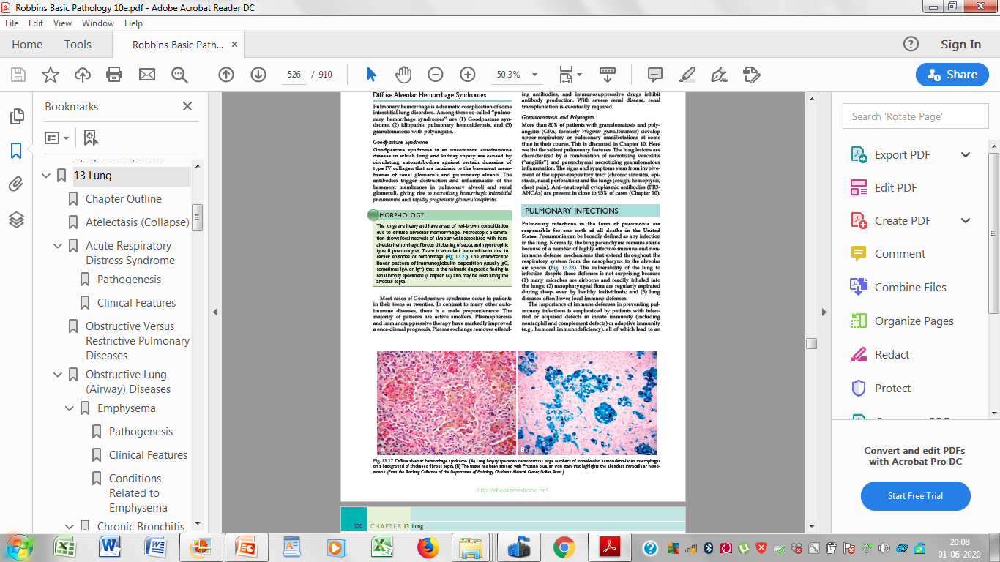 Robbins Basic Pathology 10e.pdf - Adobe Acrobat Reader DC
File Edit View Window Help
Home Tools Robbins Basic Path... Sign In
526 / 910 50.3% Share
Bookmarks
13 Lung
Chapter Outline
Atelectasis (Collapse)
Acute Respiratory
Distress Syndrome
Pathogenesis
Clinical Features
Obstructive Versus
Restrictive Pulmonary
Diseases
Obstructive Lung
(Airway) Diseases
Emphysema
Pathogenesis
Clinical Features
Conditions
Related to
Emphysema
Chronic Bronchitis
Diffuse Alveolar Hemorrhage Syndromes
Pulmonary hemorrhage is a dramatic complication of some
interstitial lung disorders. Among these so-called "pulmo-
nary hemorrhage syndromes" are (1) Goodpasture syn-
drome, (2) idiopathic pulmonary hemosiderosis, and (3)
granulomatosis with polyangiitis.
Goodpasture Syndrome
Goodpasture syndrome is an uncommon autoimmune
disease in which lung and kidney injury are caused by
circulating autoantibodies against certain domains of
type IV collagen that are intrinsic to the basement mem-
branes of renal glomeruli and pulmonary alveoli. The
antibodies trigger destruction and inflammation of the
basement membranes in pulmonary alveoli and renal
glomeruli, giving rise to necrotizing hemorrhagic interstitial
pneumonitis and rapidly progressive glomerulonephritis.
MORPHOLOGY
The lungs are heavy and have areas of red-brown consolidation
due to diffuse alveolar hemorrhage. Microscopic examina-
tion shows focal necrosis of alveolar walls associated with intra-
alveolar hemorrhage, fibrous thickening of septa, and hypertrophic
type II pneumocytes. There is abundant hemosiderin due to
earlier episodes of hemorrhage (Fig. 13.27). The characteristic
linear pattern of immunoglobulin deposition (usually IgG,
sometimes IgA or IgM) that is the hallmark diagnostic finding in
renal biopsy specimens (Chapter 14) also may be seen along the
alveolar septa.
Most cases of Goodpasture syndrome occur in patients
in their teens or twenties. In contrast to many other auto-
immune diseases, there is a male preponderance. The
majority of patients are active smokers. Plasmapheresis
and immunosuppressive therapy have markedly improved
a once-dismal prognosis. Plasma exchange removes offend-
ing antibodies, and immunosuppressive drugs inhibit
antibody production. With severe renal disease, renal
transplantation is eventually required.
Granulomatosis and Polyangiitis
More than 80% of patients with granulomatosis and poly-
angiitis (GPA; formerly Wegener granulomatosis) develop
upper-respiratory or pulmonary manifestations at some
time in their course. This is discussed in Chapter 10. Here
we list the salient pulmonary features. The lung lesions are
characterized by a combination of necrotizing vasculitis
("angiitis") and parenchymal necrotizing granulomatous
inflammation. The signs and symptoms stem from involve-
ment of the upper-respiratory tract (chronic sinusitis, epi-
staxis, nasal perforation) and the lungs (cough, hemoptysis,
chest pain). Anti-neutrophil cytoplasmic antibodies (PR3-
ANCAs) are present in close to 95% of cases (Chapter 10).
PULMONARY INFECTIONS
Pulmonary infections in the form of pneumonia are
responsible for one sixth of all deaths in the United
States. Pneumonia can be broadly defined as any infection
in the lung. Normally, the lung parenchyma remains sterile
because of a number of highly effective immune and non-
immune defense mechanisms that extend throughout the
respiratory system from the nasopharynx to the alveolar
air spaces (Fig. 13.28). The vulnerability of the lung to
infection dsepite these defenses is not surprising because
(1) many microbes are airborne and readily inhaled into
the lungs; (2) nasopharyngeal flora are regularly aspirated
during sleep, even by healthy individuals; and (3) lung
diseases often lower local immune defenses.
The importance of immune defenses in preventing pul-
monary infections is emphasized by patients with inher-
ited or acquired defects in innate immunity (including
neutrophil and complement defects) or adaptive immunity
(e.g., humoral immunodeficiency), all of which lead to an
A B
Fig. 13.27 Diffuse alveolar hemorrhage syndrome. (A) Lung biopsy specimen demonstrates large numbers of intraalveolar hemosiderin-laden macrophages
on a background of thickened fibrous septa. (B) The tissue has been stained with Prussian blue, an iron stain that highlights the abundant intracellular hemo-
siderin. (From the Teaching Collection of the Department of Pathology, Children's Medical Center, Dallas, Texas.)
http://ebooksmedicine.net
520 CHAPTER 13 Lung
Search 'Rotate Page'
Export PDF
Edit PDF
Create PDF
Comment
Combine Files
Organize Pages
Redact
Protect
Convert and edit PDFs
with Acrobat Pro DC
Start Free Trial
20:08
01-06-2020